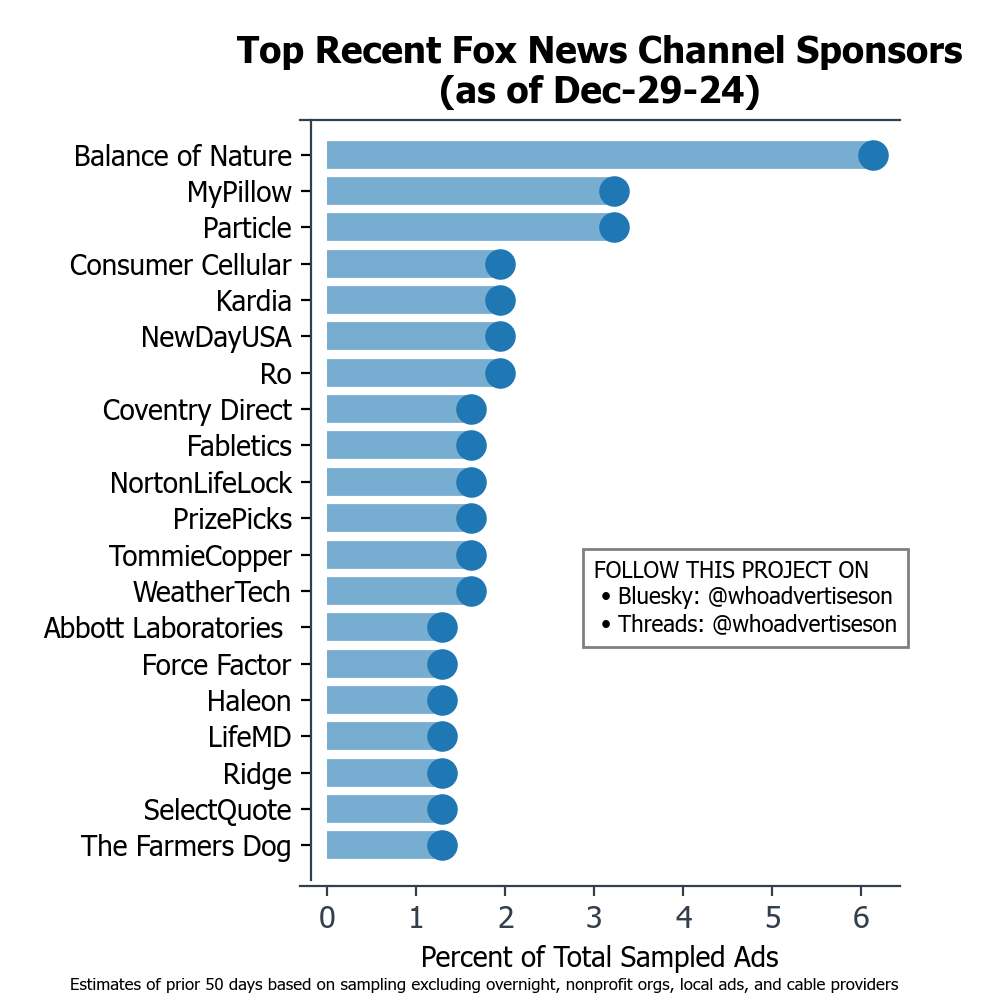 Top Recent Fox News Channel Sponsors
(as of Dec-29-24)
Balance of Nature
MyPillow
Particle
Consumer Cellular
Kardia
NewDayUSA
Ro
Coventry Direct
Fabletics
NortonLifeLock
PrizePicks
TommieCopper
WeatherTech
Abbott Laboratories
Force Factor
Haleon
LifeMD
Ridge
SelectQuote
The Farmers Dog
FOLLOW THIS PROJECT ON
• Bluesky: @whoadvertiseson
• Threads: @whoadvertiseson
0 1 2 3 4 5 6
Percent of Total Sampled Ads
Estimates of prior 50 days based on sampling excluding overnight, nonprofit orgs, local ads, and cable providers